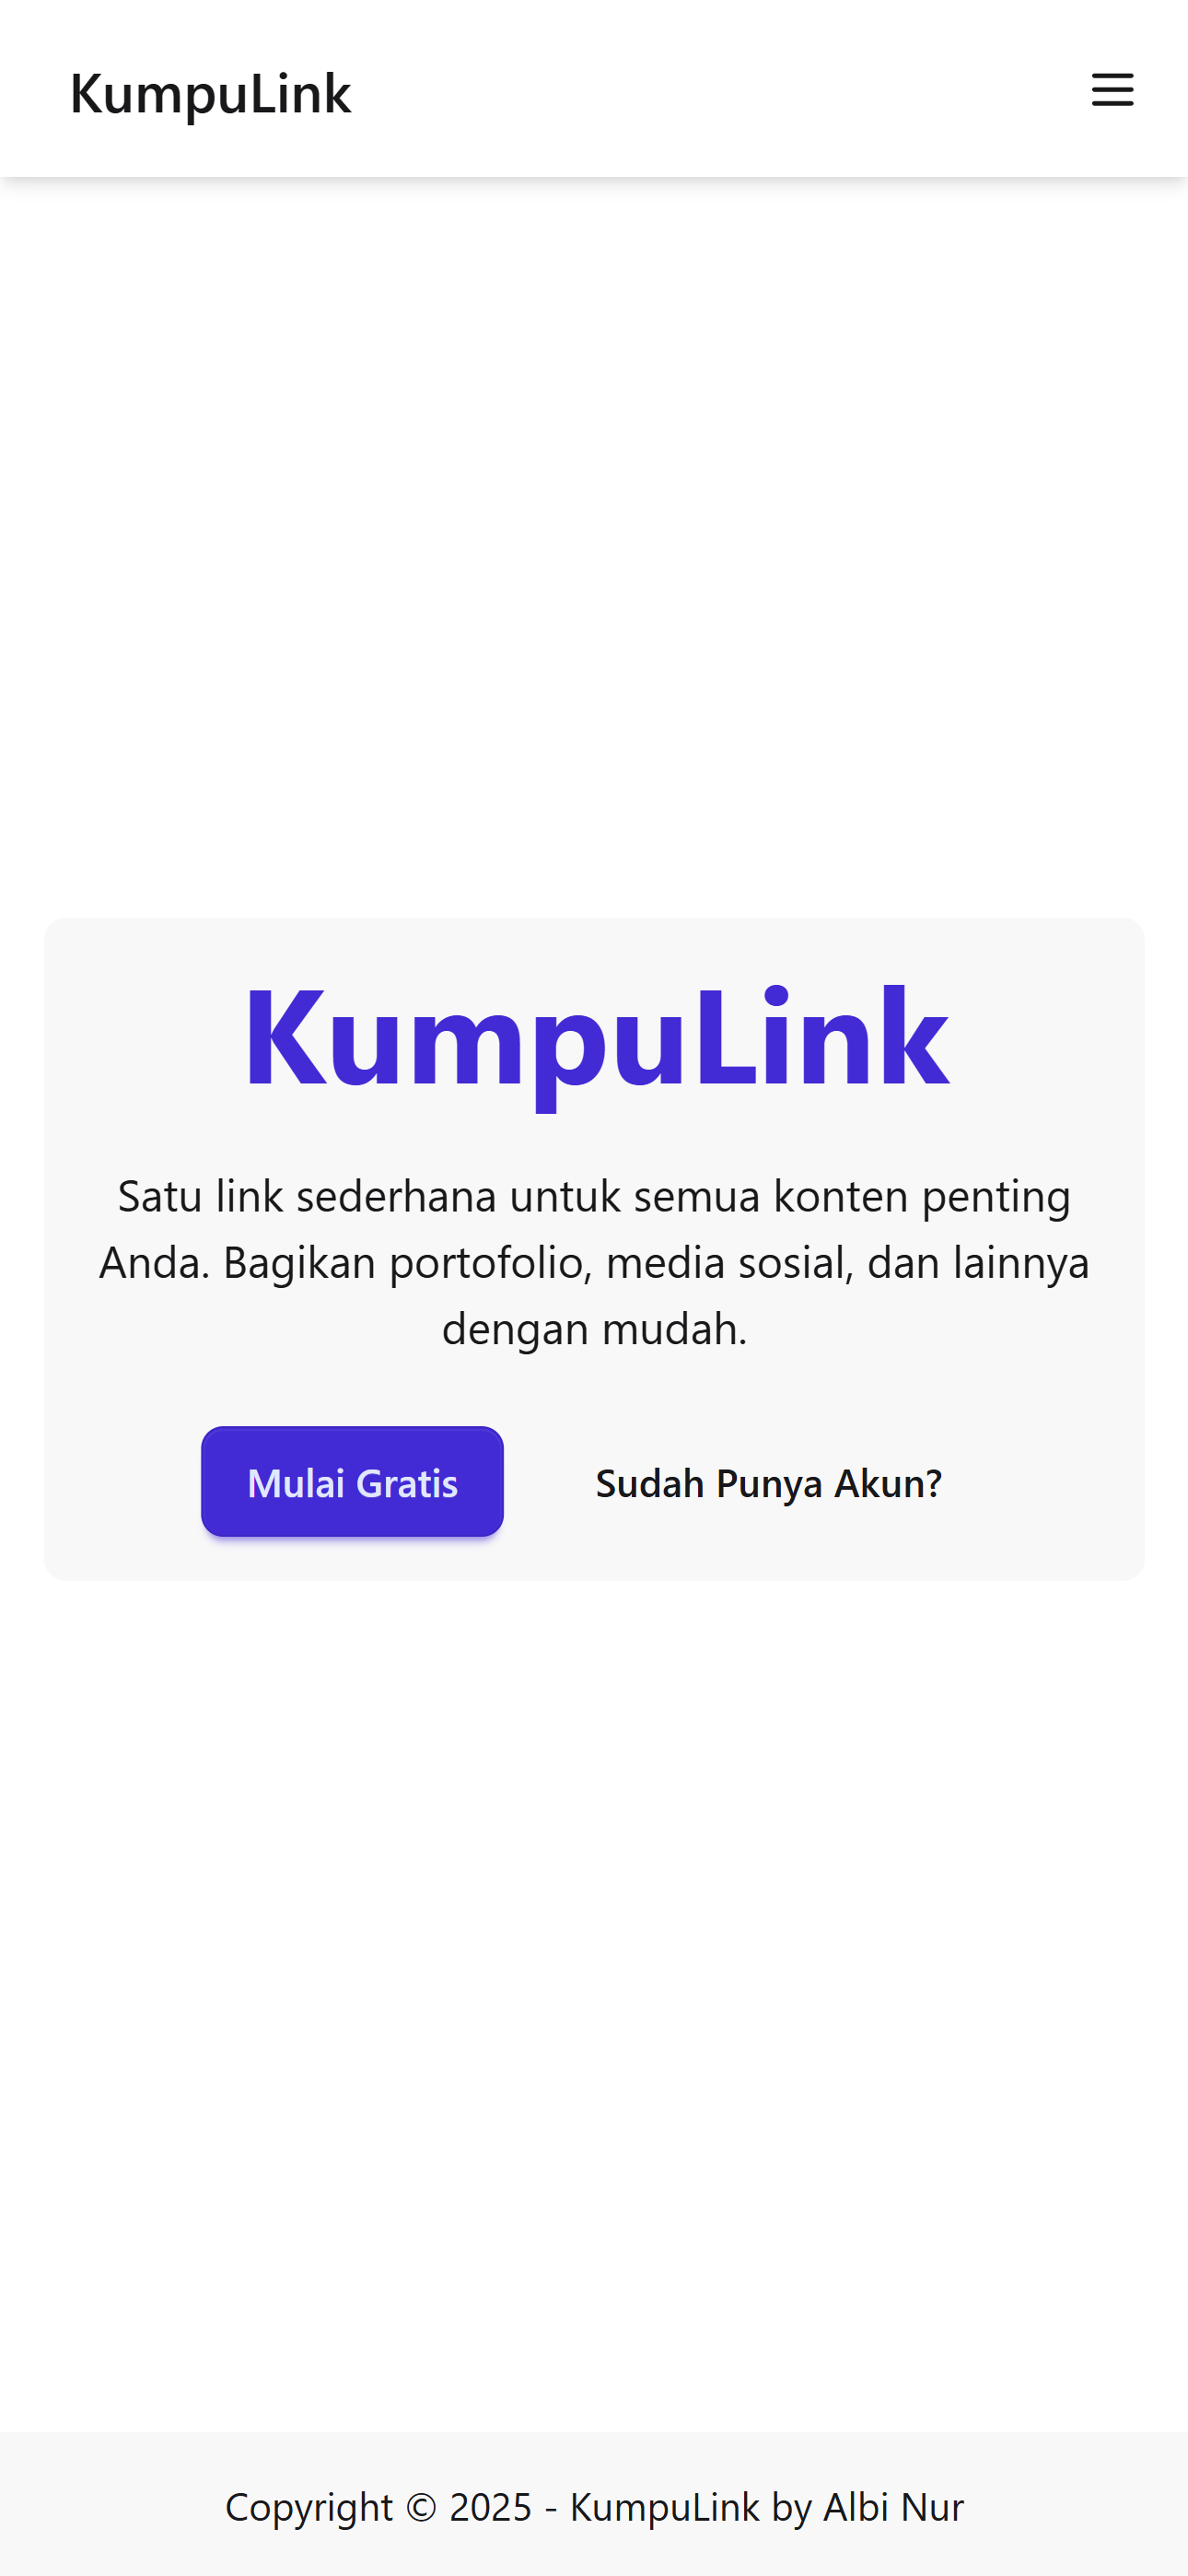 KumpuLink
KumpuLink
Satu link sederhana untuk semua konten penting
Anda. Bagikan portofolio, media sosial, dan lainnya
dengan mudah.
Mulai Gratis
Sudah Punya Akun?
Copyright © 2025 - KumpuLink by Albi Nur